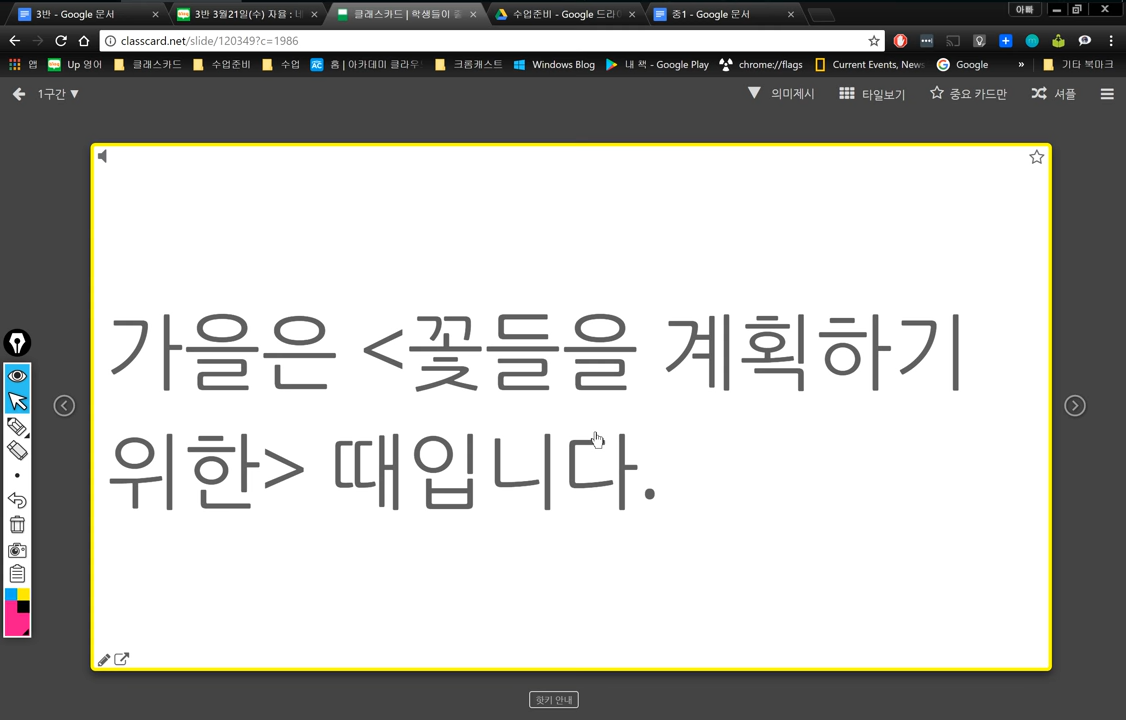 3반 - Google 문서
3반 3월21일(수) 자율 : 네
클래스카드 | 학생들이 좋
수업준비 - Google 드라이
중1 - Google 문서
아빠
classcard.net/slide/120349?c=1986
앱
Up 영어
클래스카드
수업준비
수업
홈 | 아카데미 클라우
크롬캐스트
Windows Blog
내 책 - Google Play
chrome://flags
Current Events, News
Google
»
기타 북마크
1구간 ▼
의미제시
타일보기
중요 카드만
셔플
가을은 <꽃들을 계획하기
위한> 때입니다.
핫키 안내